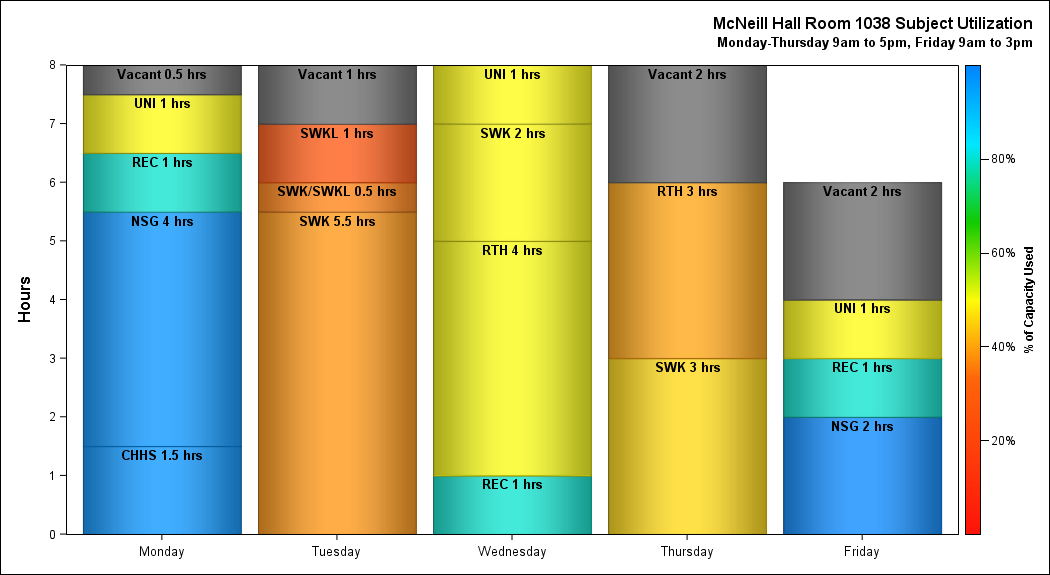 McNeill Hall Room 1038 Subject Utilization
Monday-Thursday 9am to 5pm, Friday 9am to 3pm
Hours
8
7
6
5
4
3
2
1
0
Vacant 0.5 hrs
UNI 1 hrs
REC 1 hrs
NSG 4 hrs
CHHS 1.5 hrs
Vacant 1 hrs
SWKL 1 hrs
SWK/SWKL 0.5 hrs
SWK 5.5 hrs
UNI 1 hrs
SWK 2 hrs
RTH 4 hrs
REC 1 hrs
Vacant 2 hrs
RTH 3 hrs
SWK 3 hrs
Vacant 2 hrs
UNI 1 hrs
REC 1 hrs
NSG 2 hrs
Monday
Tuesday
Wednesday
Thursday
Friday
80%
60%
40%
20%
% of Capacity Used